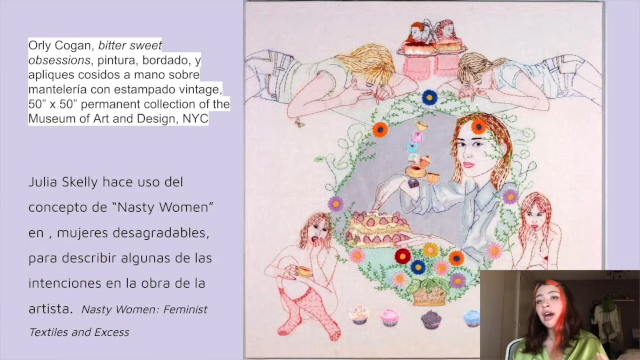 Orly Cogan, bitter sweet
obsessions, pintura, bordado, y
apliques cosidos a mano sobre
mantelería con estampado vintage,
50” x 50” permanent collection of the
Museum of Art and Design, NYC
Julia Skelly hace uso del
concepto de “Nasty Women”
en , mujeres desagradables,
para describir algunas de las
intenciones en la obra de la
artista. Nasty Women: Feminist
Textiles and Excess